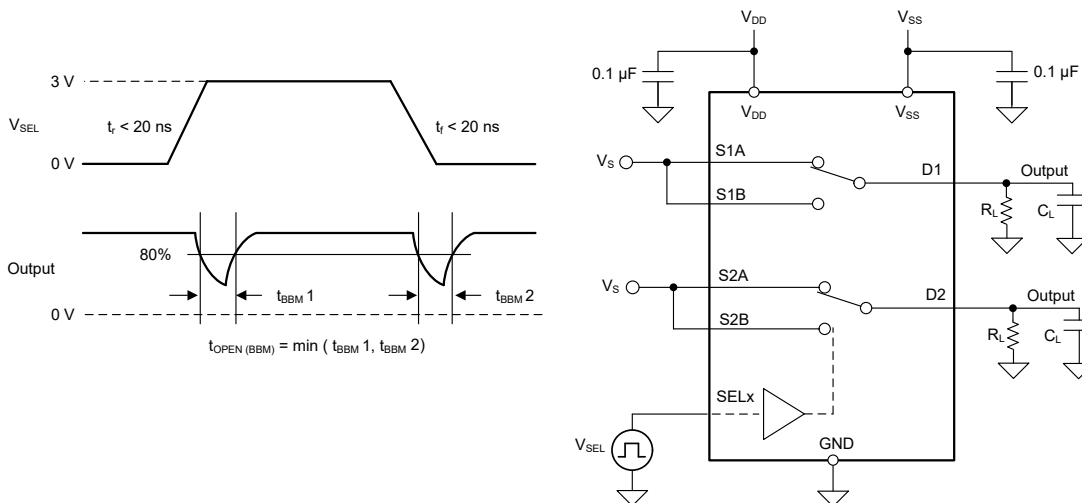 3 V
V_SEL
t_r < 20 ns
t_f < 20 ns
0 V
80%
Output
t_BBM 1
t_BBM 2
0 V
t_OPEN (BBM) = min ( t_BBM 1, t_BBM 2)
V_DD
V_SS
0.1 µF
0.1 µF
V_DD
V_SS
V_S
S1A
D1
Output
S1B
R_L
C_L
V_S
S2A
D2
Output
S2B
R_L
C_L
SELx
V_SEL
GND